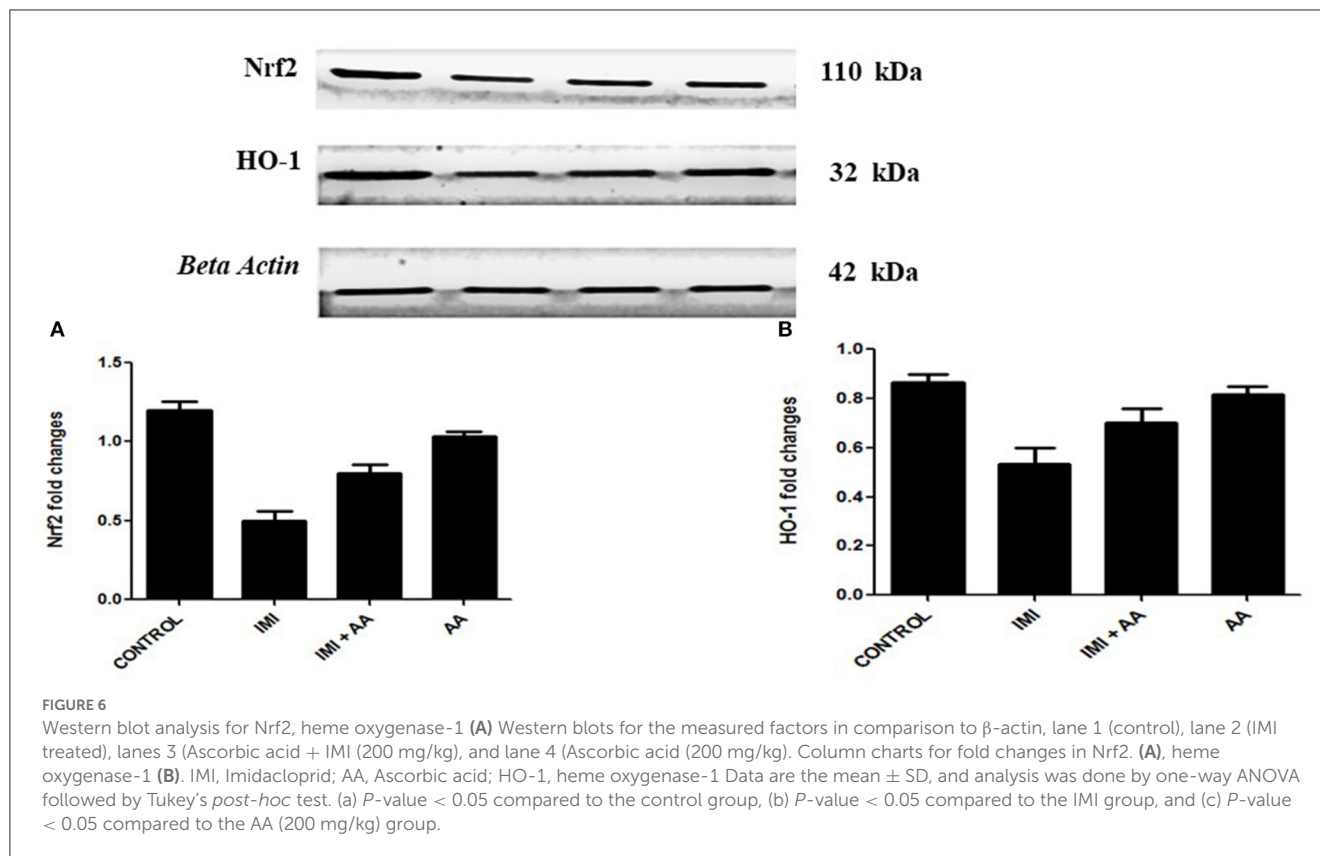 Nrf2 110 kDa
HO-1 32 kDa
Beta Actin 42 kDa
A
Nrf2 fold changes
1.5
1.0
0.5
0.0
CONTROL IMI IMI + AA AA
B
HO-1 fold changes
1.0
0.8
0.6
0.4
0.2
0.0
CONTROL IMI IMI + AA AA
FIGURE 6
Western blot analysis for Nrf2, heme oxygenase-1 (A) Western blots for the measured factors in comparison to β-actin, lane 1 (control), lane 2 (IMI
treated), lanes 3 (Ascorbic acid + IMI (200 mg/kg), and lane 4 (Ascorbic acid (200 mg/kg). Column charts for fold changes in Nrf2. (A), heme
oxygenase-1 (B). IMI, Imidacloprid; AA, Ascorbic acid; HO-1, heme oxygenase-1 Data are the mean ± SD, and analysis was done by one-way ANOVA
followed by Tukey's post-hoc test. (a) P-value < 0.05 compared to the control group, (b) P-value < 0.05 compared to the IMI group, and (c) P-value
< 0.05 compared to the AA (200 mg/kg) group.